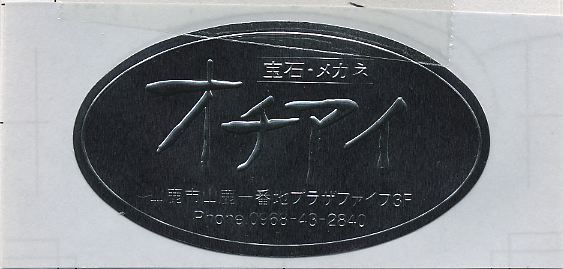 宝石・メガネ
オチアイ
山鹿市山鹿一番地プラザファイブ3F
Phone.0968-43-2840